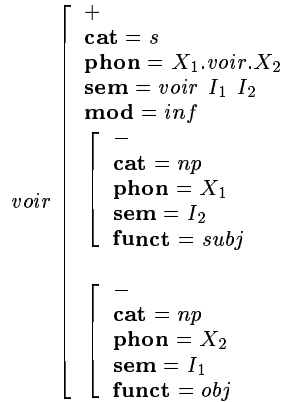 +
cat = s
phon = X₁.voir.X₂
sem = voir I₁ I₂
mod = inf
−
cat = np
phon = X₁
voir
sem = I₂
funct = subj
−
cat = np
phon = X₂
sem = I₁
funct = obj